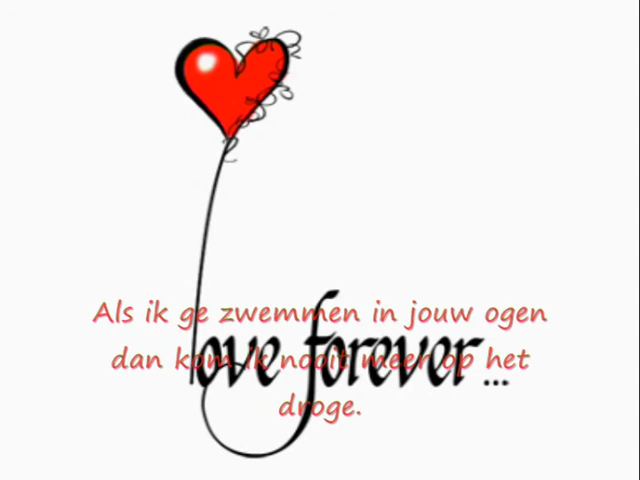 Als ik ge zwemmen in jouw ogen
love forever...
dan kom ik nooit meer op het
droge.